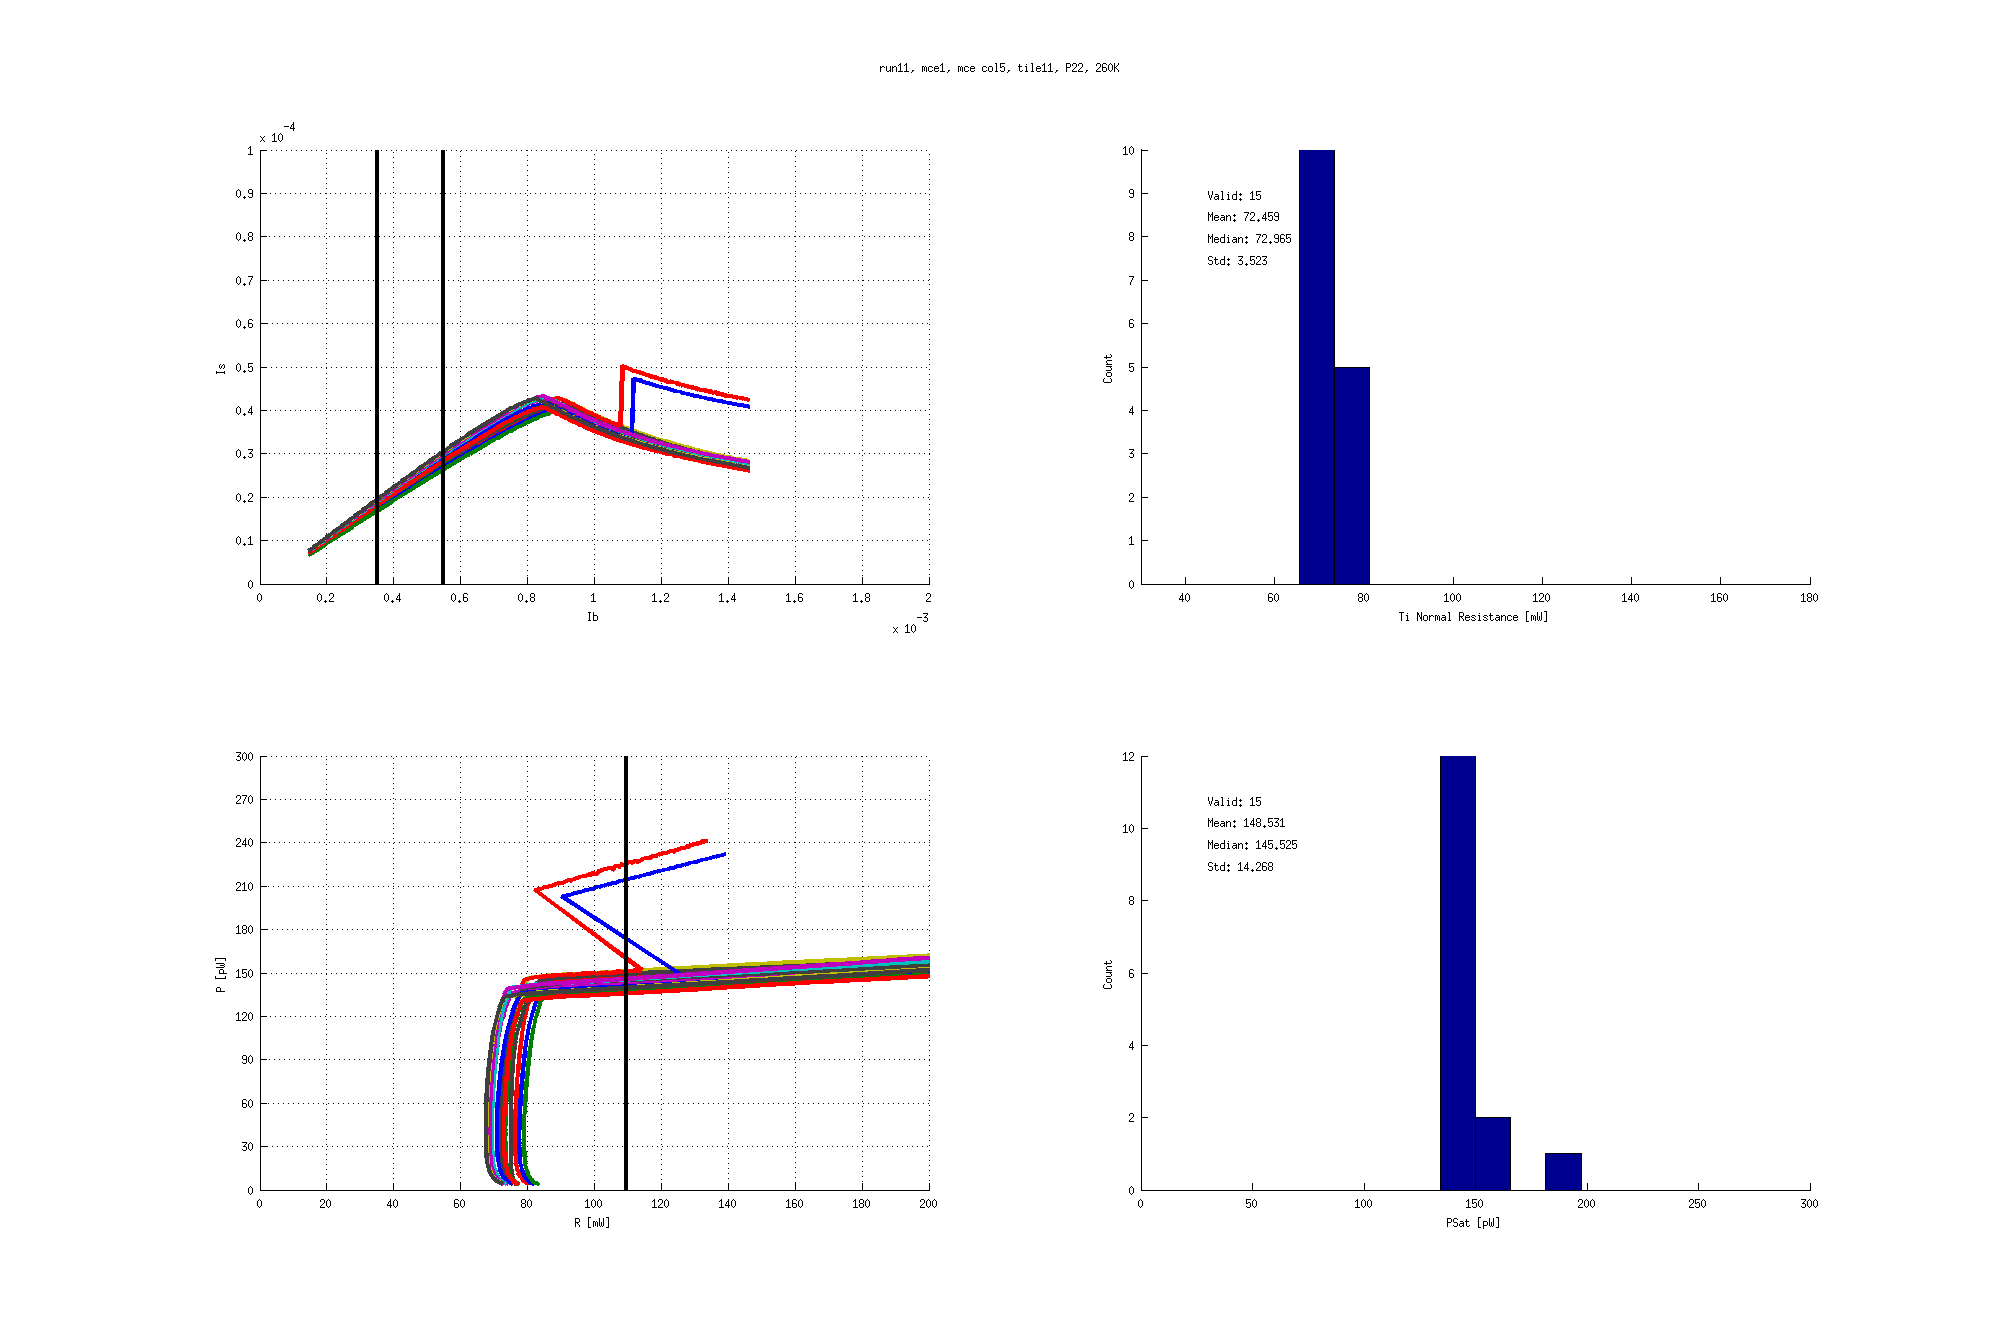 run11, mce1, mce col5, tile11, P22, 260K
x 10-4
1
0.9
0.8
0.7
0.6
0.5
0.4
0.3
0.2
0.1
0
Is
0 0.2 0.4 0.6 0.8 1 1.2 1.4 1.6 1.8 2
Ib
x 10-3
10
9
8
7
6
5
4
3
2
1
0
Count
Valid: 15
Mean: 72.459
Median: 72.965
Std: 3.523
40 60 80 100 120 140 160 180
Ti Normal Resistance [mW]
300
270
240
210
180
150
120
90
60
30
0
P [pW]
0 20 40 60 80 100 120 140 160 180 200
R [mW]
12
10
8
6
4
2
0
Count
Valid: 15
Mean: 148.531
Median: 145.525
Std: 14.268
0 50 100 150 200 250 300
PSat [pW]